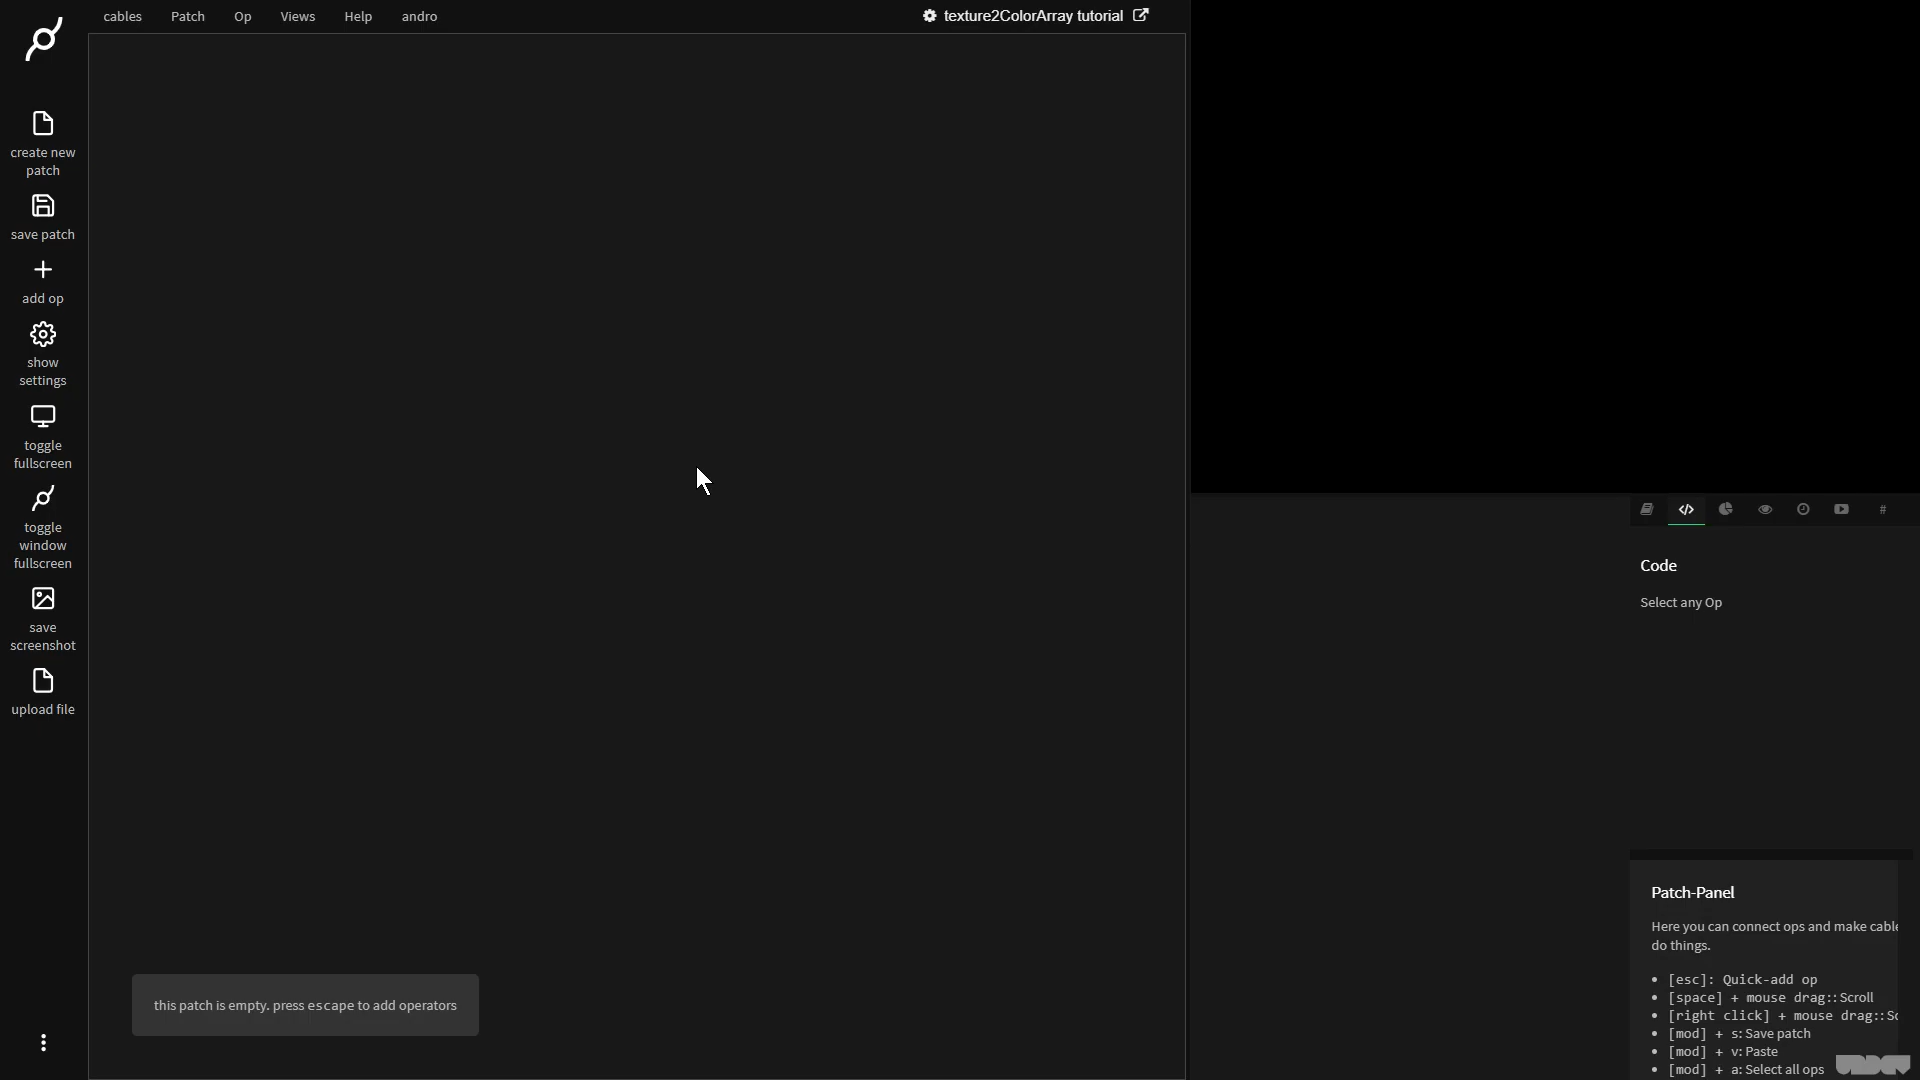 cables Patch Op Views Help andro
texture2ColorArray tutorial
create new
patch
save patch
add op
show
settings
toggle
fullscreen
toggle
window
fullscreen
save
screenshot
upload file
this patch is empty. press escape to add operators
#
Code
Select any Op
Patch-Panel
Here you can connect ops and make cable
do things.
• [esc]: Quick-add op
• [space] + mouse drag::Scroll
• [right click] + mouse drag::Sc
• [mod] + s: Save patch
• [mod] + v: Paste
• [mod] + a: Select all ops